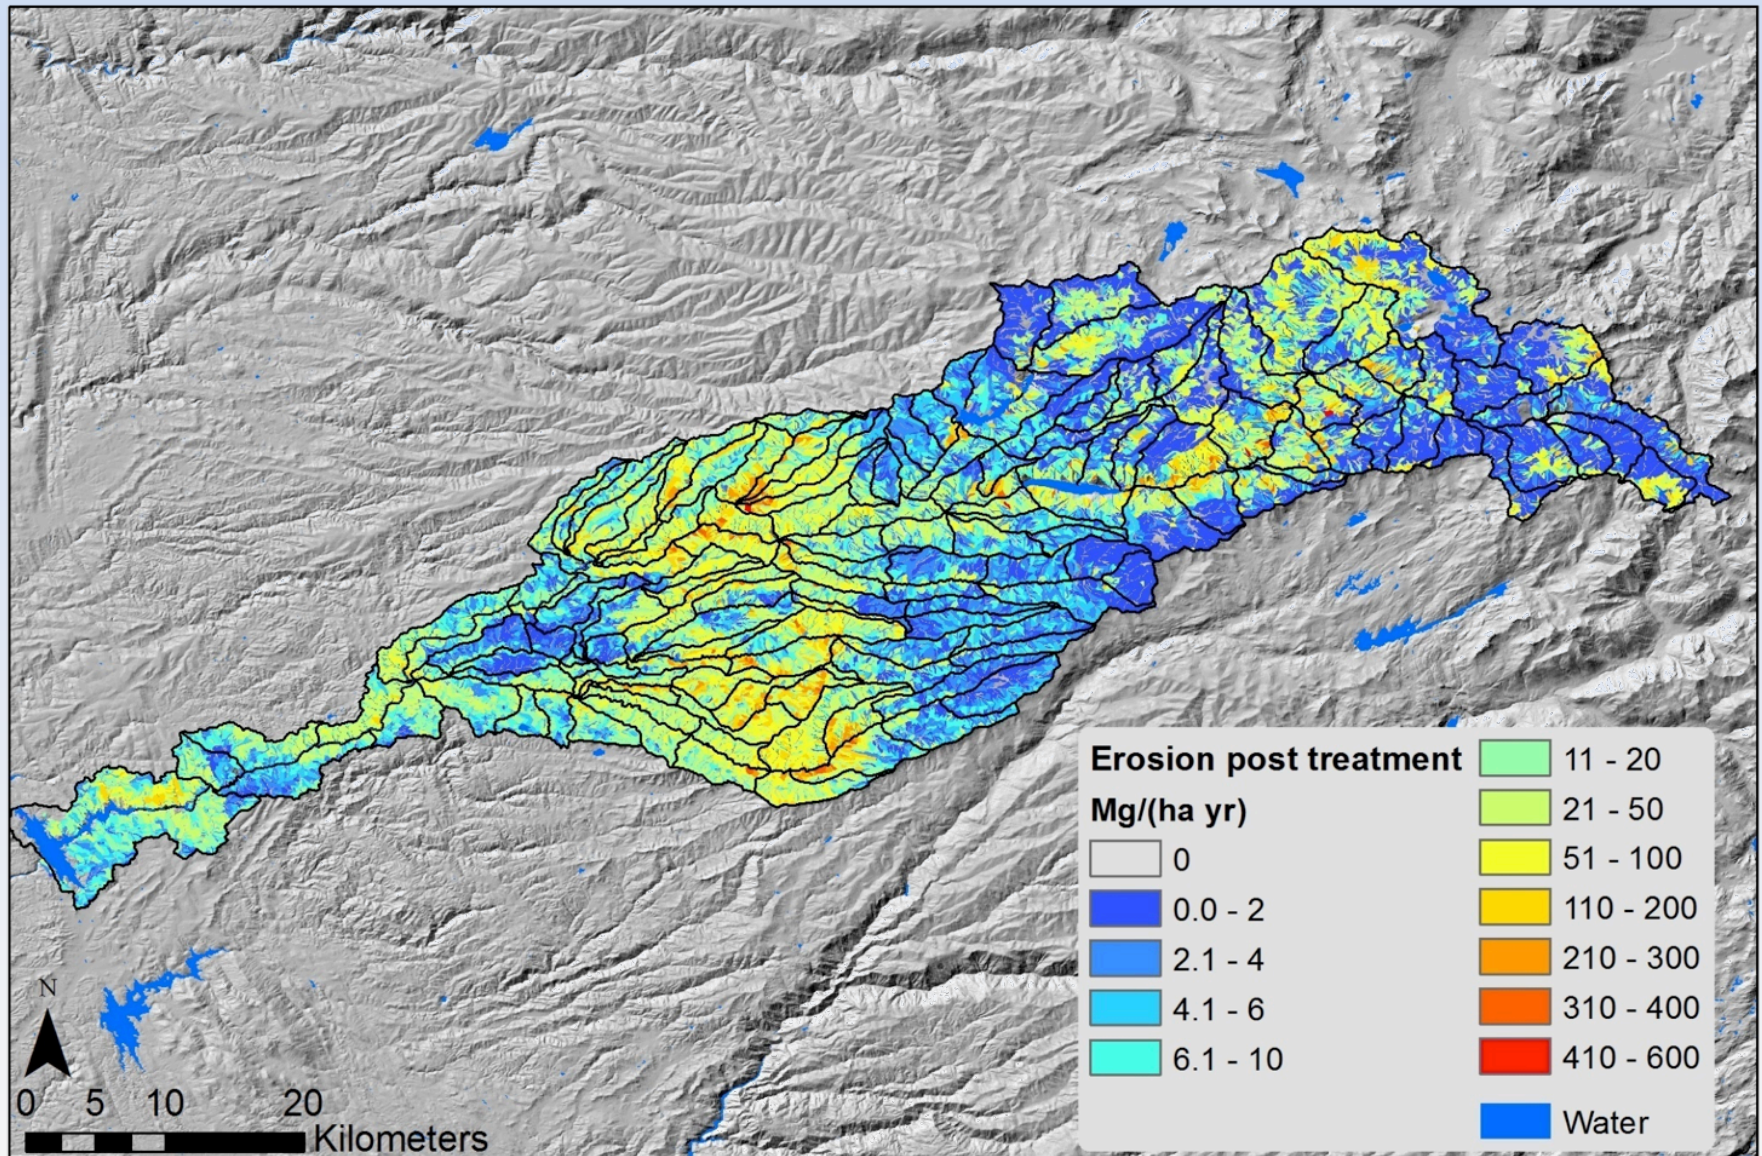 Erosion post treatment
Mg/(ha yr)
0
0.0 - 2
2.1 - 4
4.1 - 6
6.1 - 10
11 - 20
21 - 50
51 - 100
110 - 200
210 - 300
310 - 400
410 - 600
Water
N
0 5 10 20
Kilometers